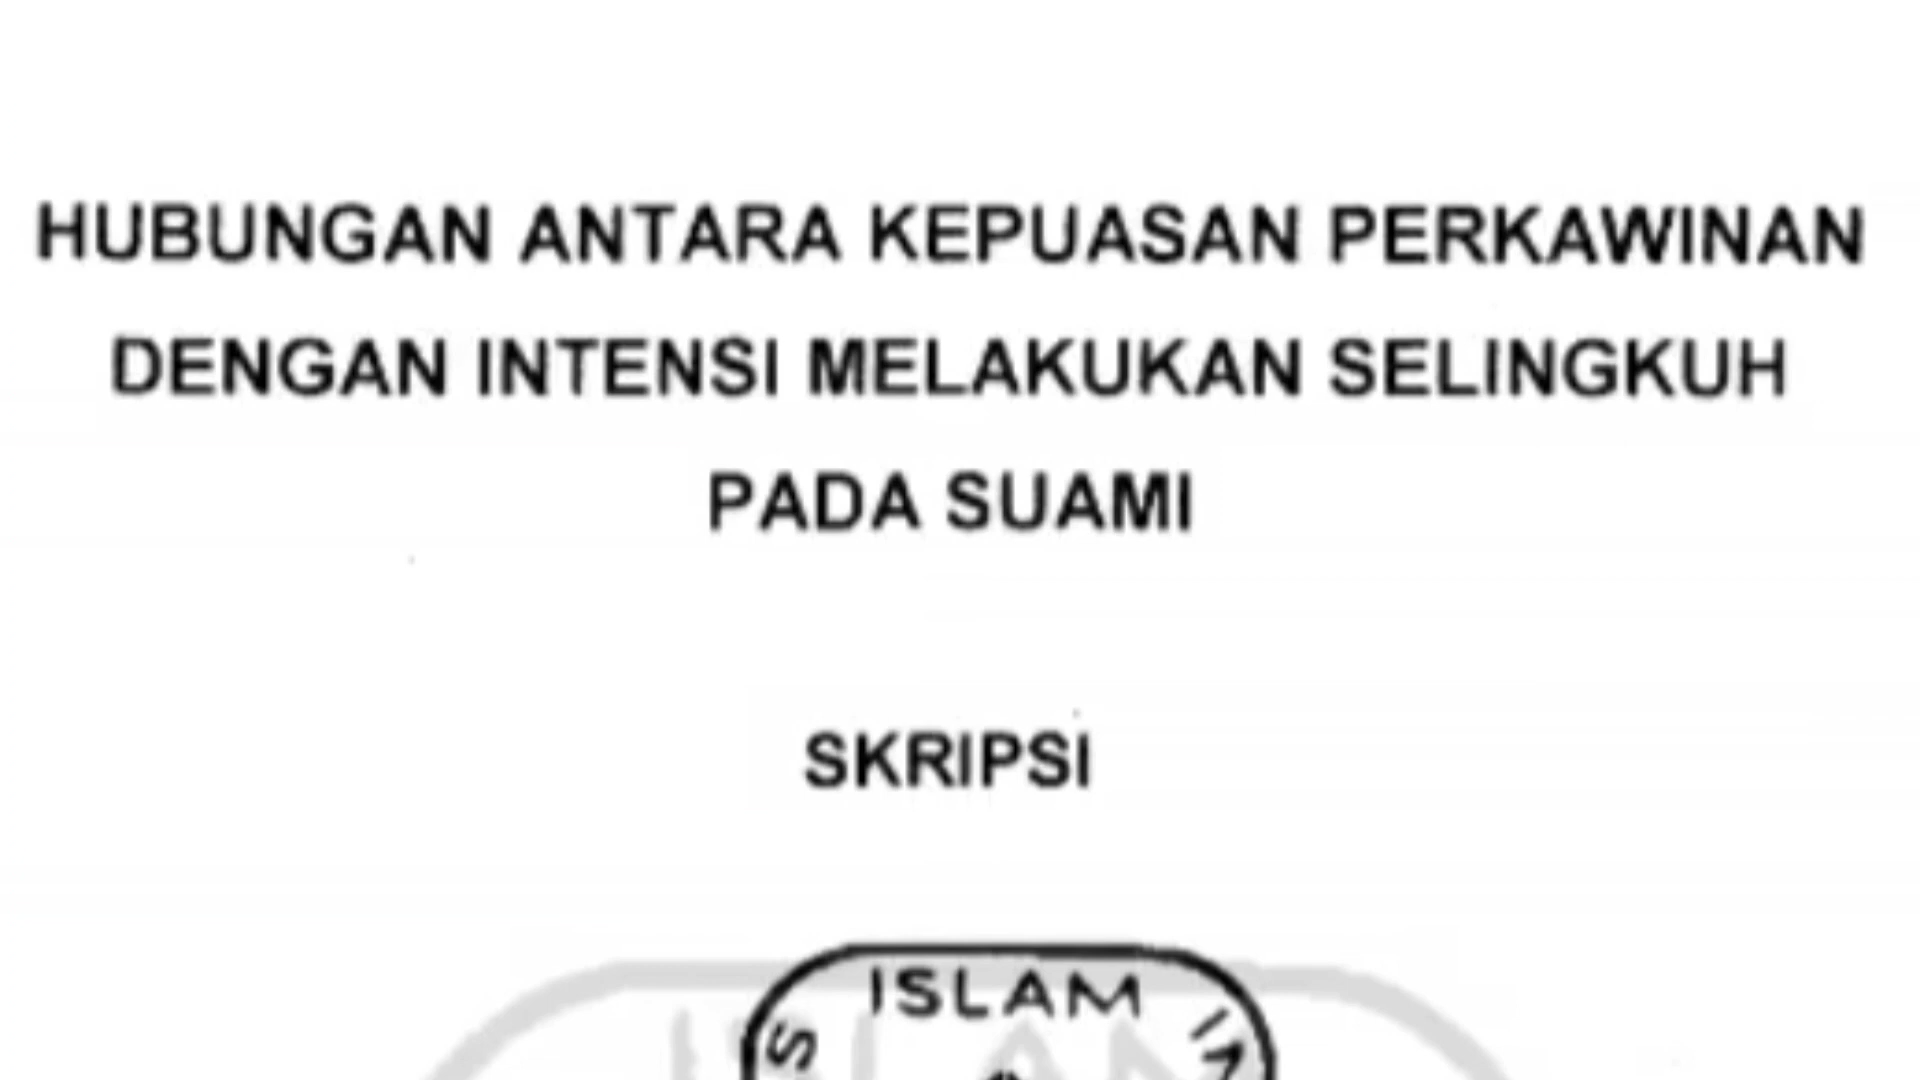 HUBUNGAN ANTARA KEPUASAN PERKAWINAN
DENGAN INTENSI MELAKUKAN SELINGKUH
PADA SUAMI
SKRIPSI
ISLAM